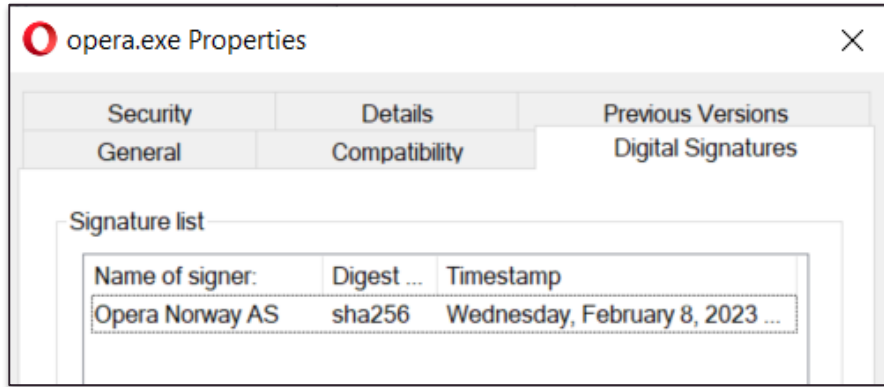 opera.exe Properties
Security Details Previous Versions
General Compatibility Digital Signatures
Signature list
Name of signer: Digest ... Timestamp
Opera Norway AS sha256 Wednesday, February 8, 2023 ...